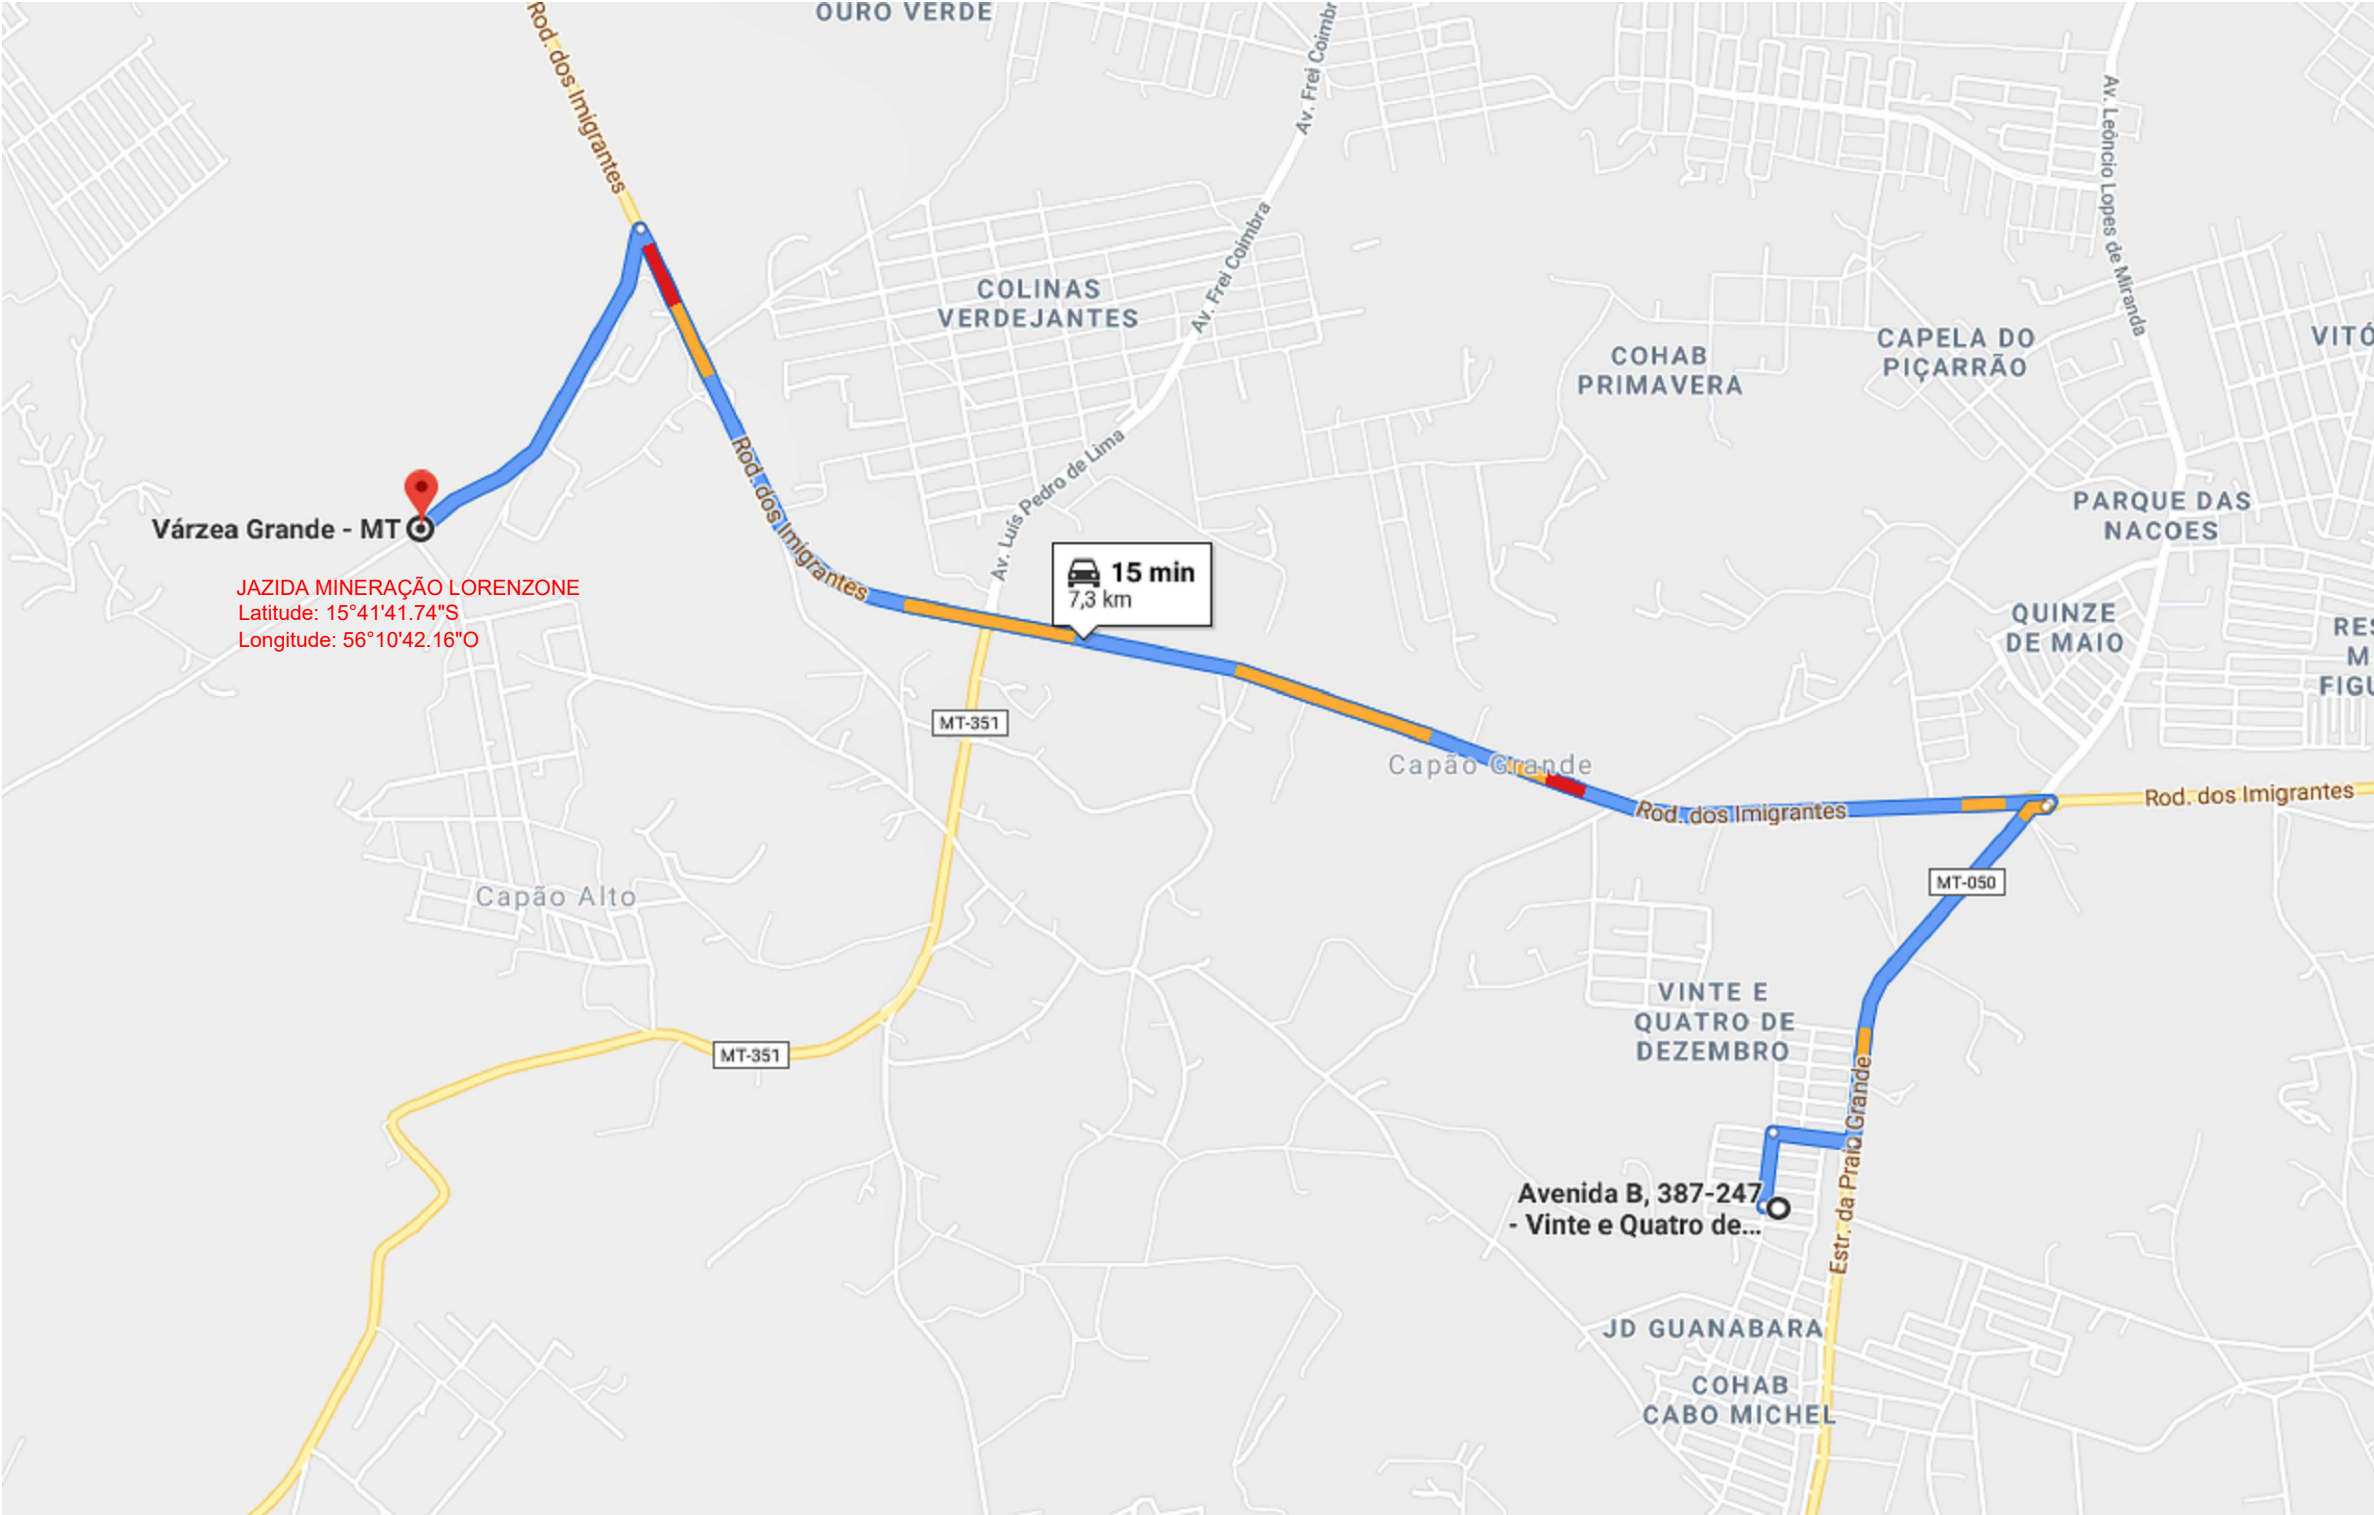 OURO VERDE
Rod. dos Imigrantes
Av. Frei Coimbr
Av. Frei Coimbra
Av. Leôncio Lopes de Miranda
COLINAS
VERDEJANTES
COHAB
PRIMAVERA
CAPELA DO
PIÇARRÃO
VITÓ
Av. Luís Pedro de Lima
Rod. dos Imigrantes
PARQUE DAS
NACOES
Várzea Grande - MT
JAZIDA MINERAÇÃO LORENZONE
Latitude: 15°41'41.74"S
Longitude: 56°10'42.16"O
15 min
7,3 km
QUINZE
DE MAIO
RES
M
FIGU
MT-351
Capão Grande
Rod. dos Imigrantes
Rod. dos Imigrantes
MT-050
Capão Alto
VINTE E
QUATRO DE
DEZEMBRO
MT-351
Estr. da Praia Grande
Avenida B, 387-247
- Vinte e Quatro de...
JD GUANABARA
COHAB
CABO MICHEL